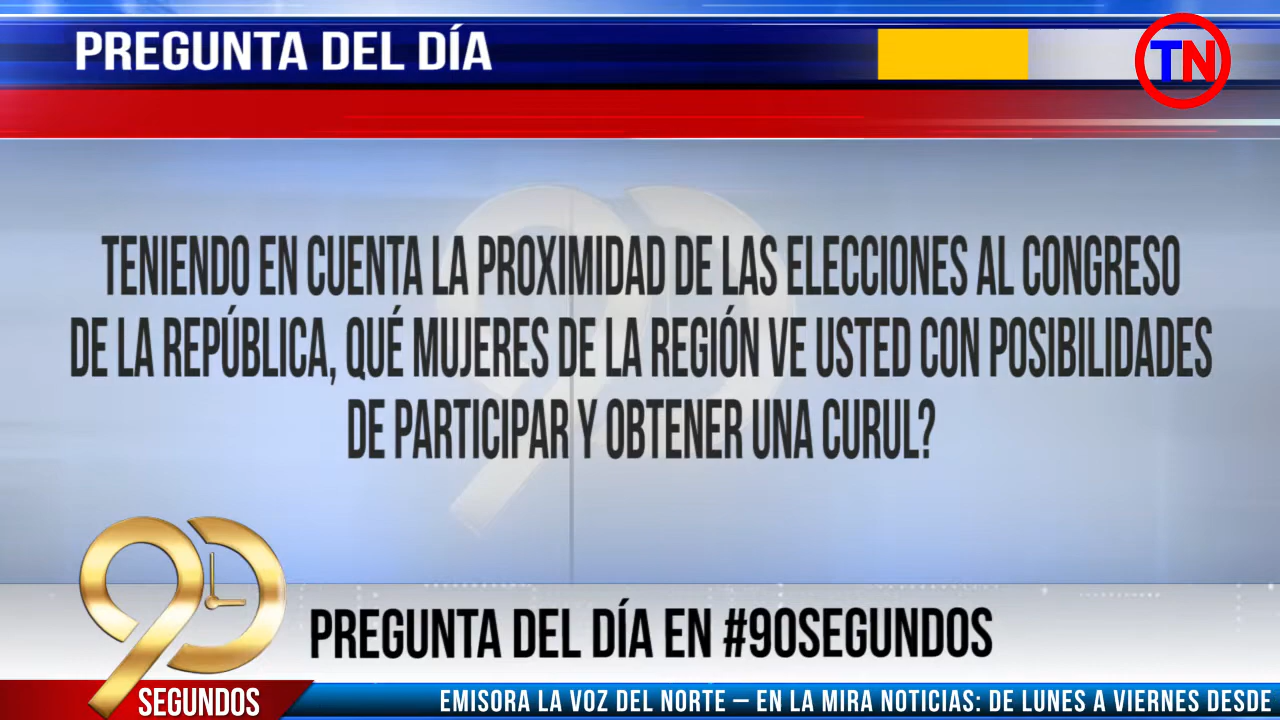 PREGUNTA DEL DÍA
TN
TENIENDO EN CUENTA LA PROXIMIDAD DE LAS ELECCIONES AL CONGRESO
DE LA REPÚBLICA, QUÉ MUJERES DE LA REGIÓN VE USTED CON POSIBILIDADES
DE PARTICIPAR Y OBTENER UNA CURUL?
90
PREGUNTA DEL DÍA EN #90SEGUNDOS
SEGUNDOS
EMISORA LA VOZ DEL NORTE – EN LA MIRA NOTICIAS: DE LUNES A VIERNES DESDE